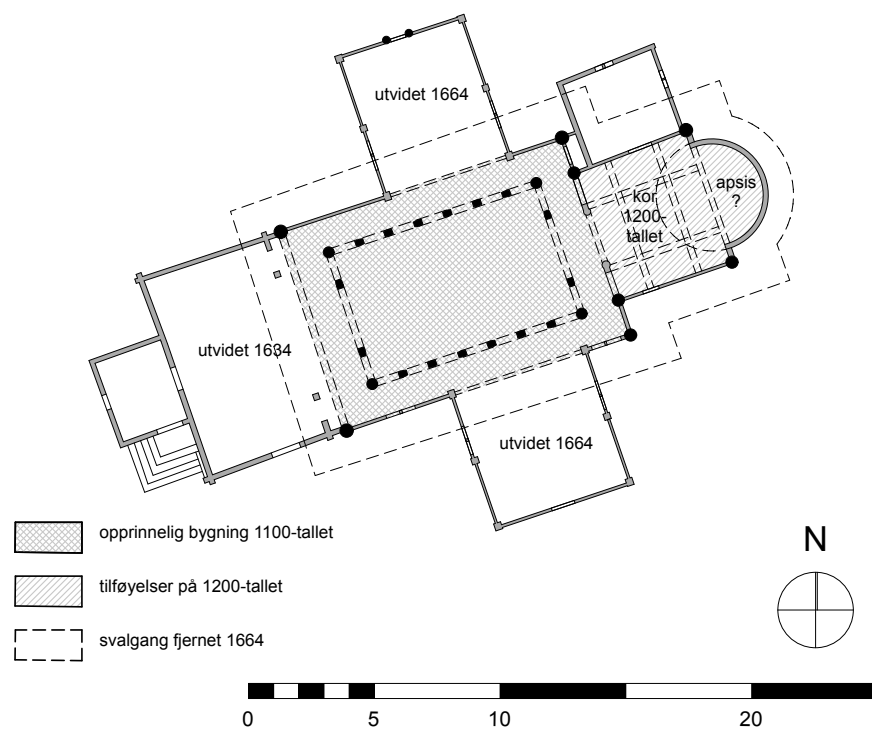 utvidet 1664
kor
1200-
tallet
apsis
?
utvidet 1634
utvidet 1664
opprinnelig bygning 1100-tallet
tilføyelser på 1200-tallet
svalgang fjernet 1664
N
0 5 10 20